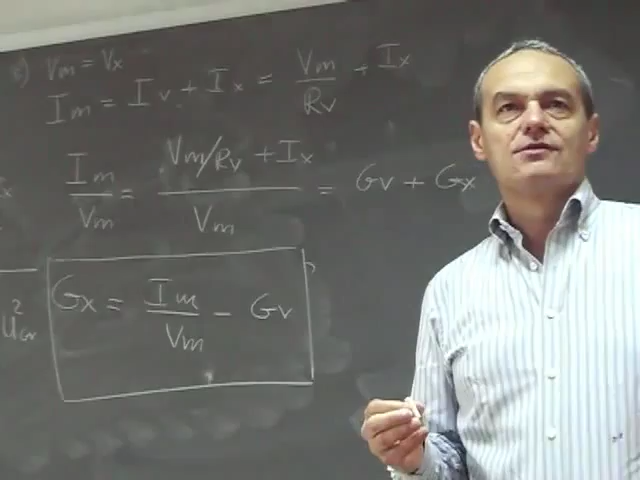 c) Vm = Vx
Im = Iv + Ix = Vm/Rv + Ix
Im/Vm = (Vm/Rv + Ix)/Vm = Gv + Gx
Gx = Im/Vm - Gv
u²Gv